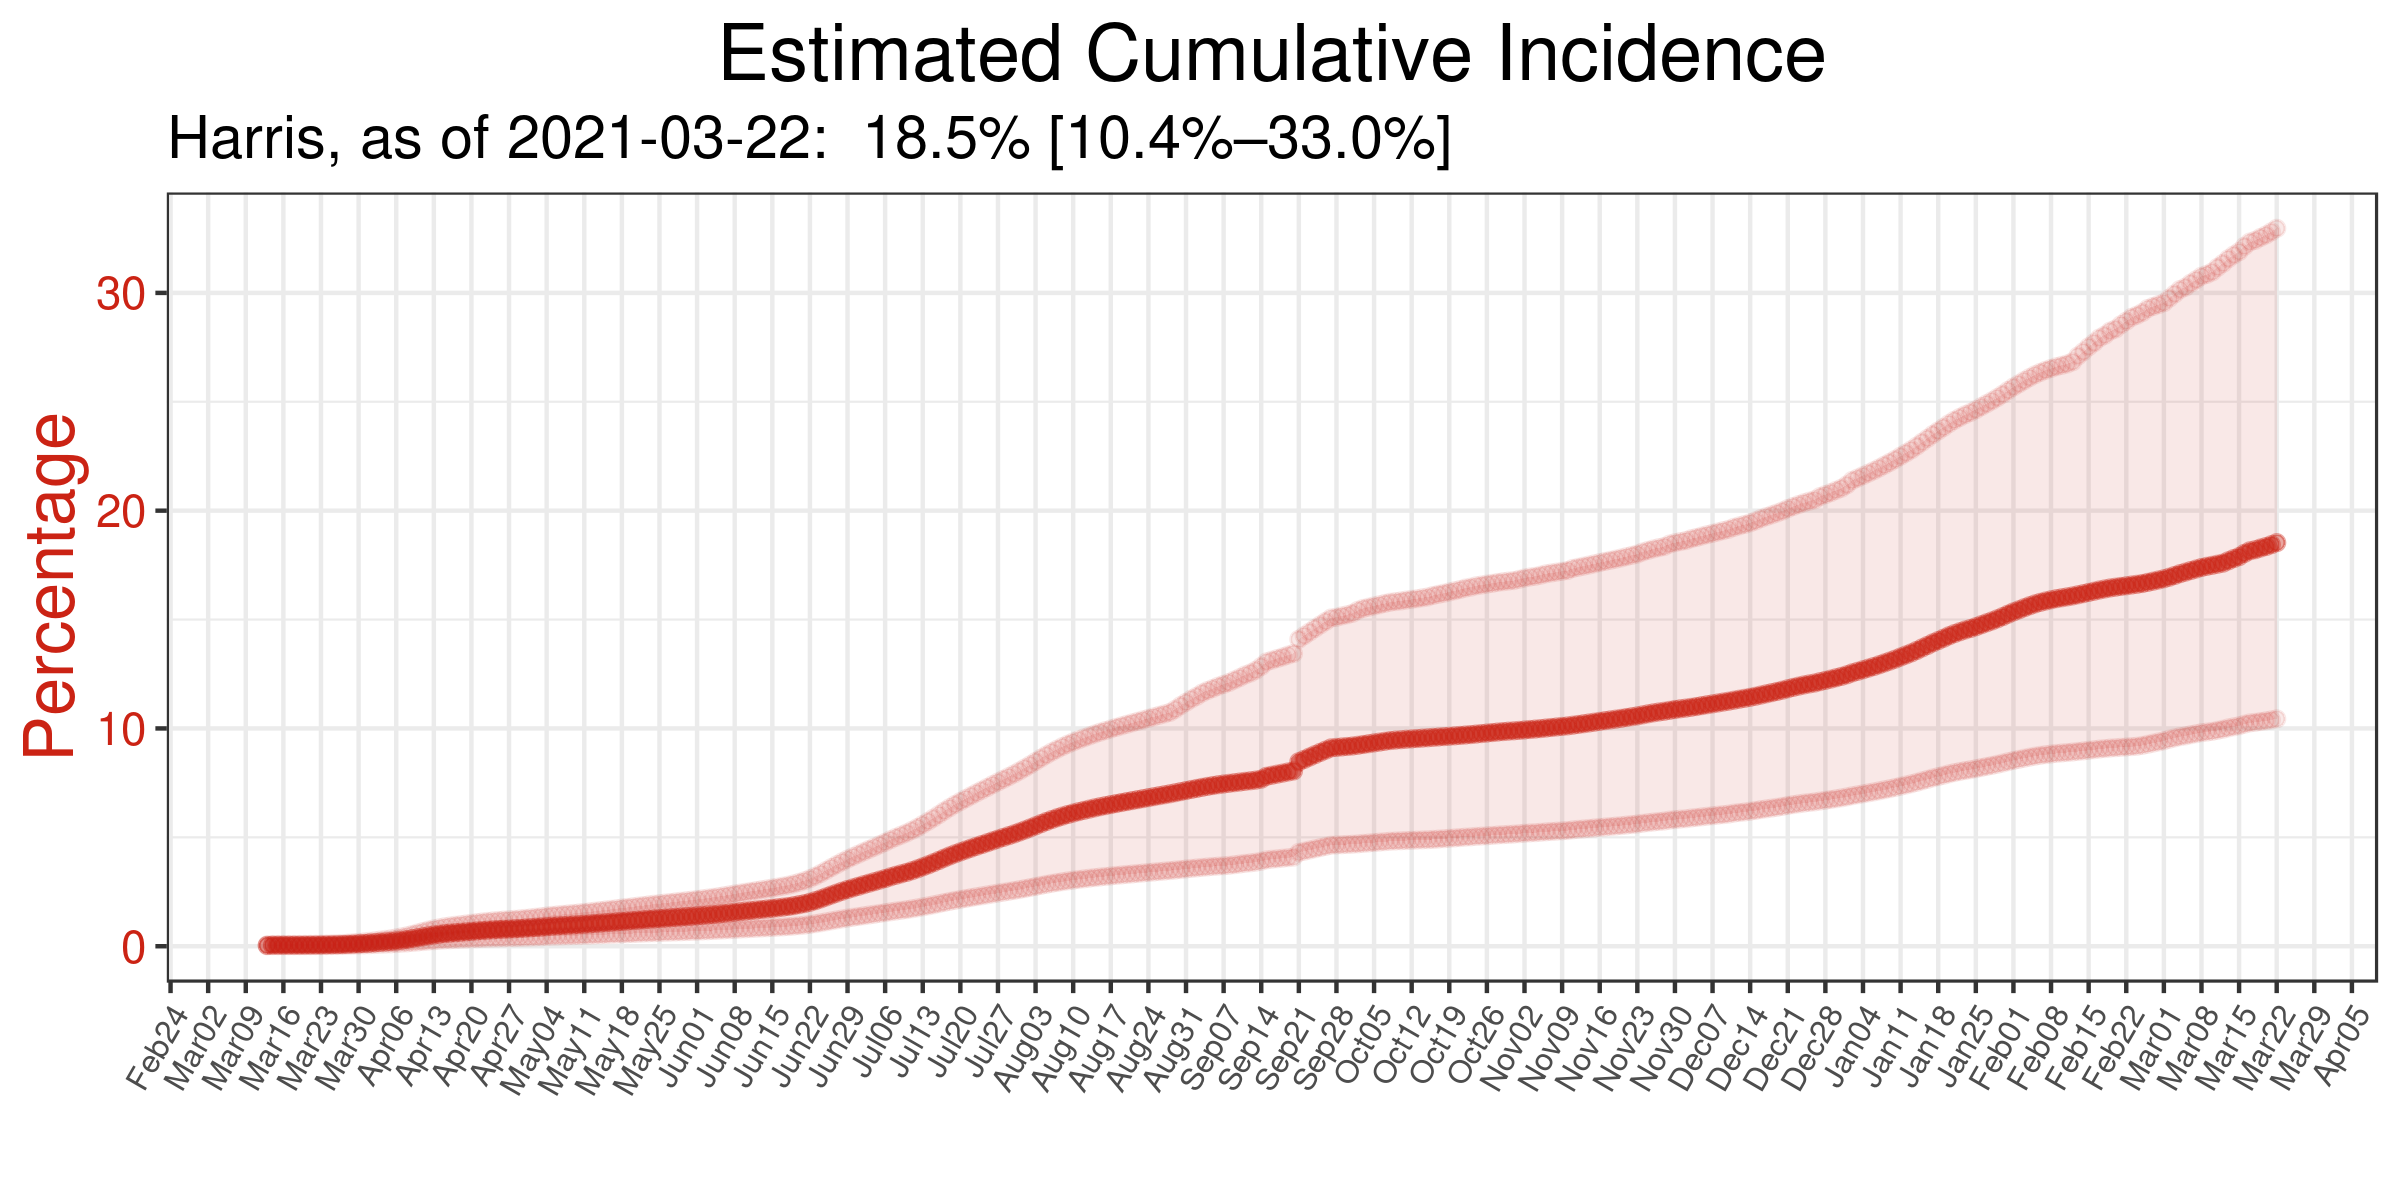 Estimated Cumulative Incidence
Harris, as of 2021-03-22:  18.5% [10.4%–33.0%]
Percentage
30
20
10
0
Feb24
Mar02
Mar09
Mar16
Mar23
Mar30
Apr06
Apr13
Apr20
Apr27
May04
May11
May18
May25
Jun01
Jun08
Jun15
Jun22
Jun29
Jul06
Jul13
Jul20
Jul27
Aug03
Aug10
Aug17
Aug24
Aug31
Sep07
Sep14
Sep21
Sep28
Oct05
Oct12
Oct19
Oct26
Nov02
Nov09
Nov16
Nov23
Nov30
Dec07
Dec14
Dec21
Dec28
Jan04
Jan11
Jan18
Jan25
Feb01
Feb08
Feb15
Feb22
Mar01
Mar08
Mar15
Mar22
Mar29
Apr05